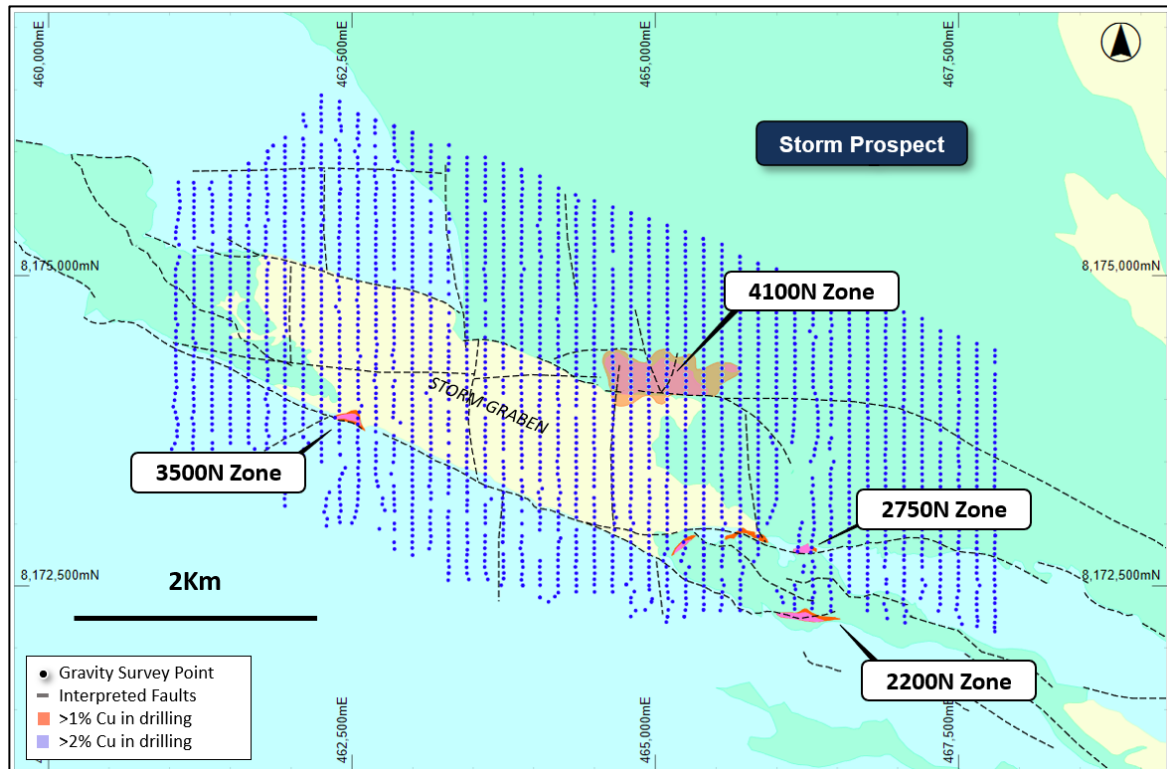 460,000mE
462,500mE
465,000mE
467,500mE
Storm Prospect
8,175,000mN
8,175,000mN
4100N Zone
STORM GRABEN
3500N Zone
2750N Zone
8,172,500mN
8,172,500mN
2Km
2200N Zone
Gravity Survey Point
Interpreted Faults
>1% Cu in drilling
>2% Cu in drilling
462,500mE
465,000mE
467,500mE